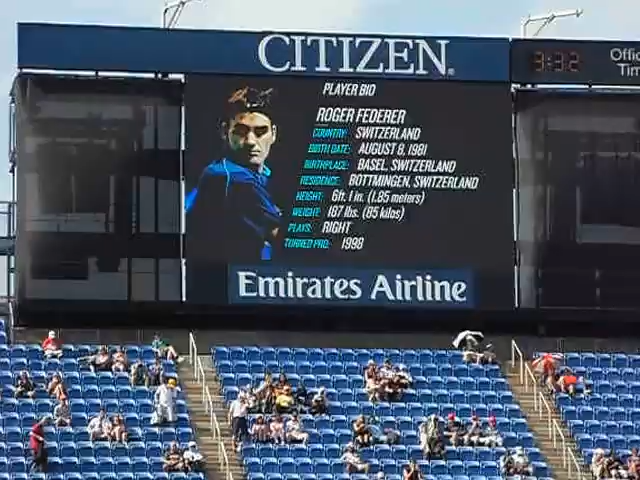 CITIZEN®
3:32
Offic
Tim
PLAYER BIO
ROGER FEDERER
COUNTRY: SWITZERLAND
BIRTH DATE: AUGUST 8, 1981
BIRTHPLACE: BASEL, SWITZERLAND
RESIDENCE: BOTTMINGEN, SWITZERLAND
HEIGHT: 6ft. 1 in. (1.85 meters)
WEIGHT: 187 lbs. (85 kilos)
PLAYS: RIGHT
TURNED PRO: 1998
Emirates Airline